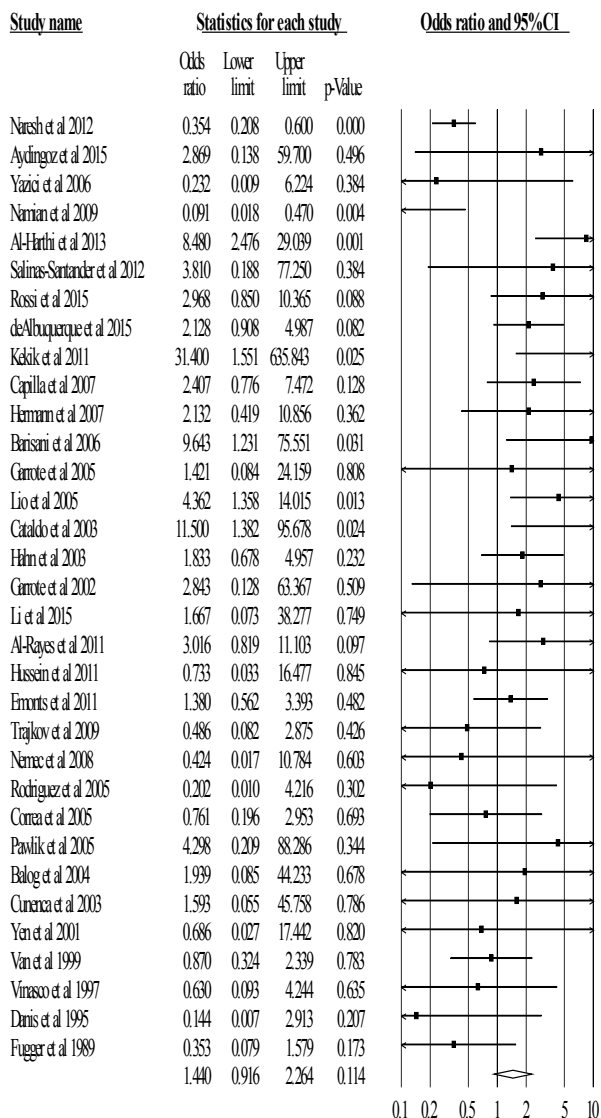 Study name Statistics for each study Odds ratio and 95%CI
Odds Lower Upper
ratio limit limit p-Value
Naresh et al 2012 0.354 0.208 0.600 0.000
Aydingoz et al 2015 2.869 0.138 59.700 0.496
Yazici et al 2006 0.232 0.009 6.224 0.384
Namian et al 2009 0.091 0.018 0.470 0.004
Al-Harthi et al 2013 8.480 2.476 29.039 0.001
Salinas-Santander et al 2012 3.810 0.188 77.250 0.384
Rossi et al 2015 2.968 0.850 10.365 0.088
deAlbuquerque et al 2015 2.128 0.908 4.987 0.082
Kekik et al 2011 31.400 1.551 635.843 0.025
Capilla et al 2007 2.407 0.776 7.472 0.128
Hermann et al 2007 2.132 0.419 10.856 0.362
Barisani et al 2006 9.643 1.231 75.551 0.031
Garrote et al 2005 1.421 0.084 24.159 0.808
Lio et al 2005 4.362 1.358 14.015 0.013
Cataldo et al 2003 11.500 1.382 95.678 0.024
Hahn et al 2003 1.833 0.678 4.957 0.232
Garrote et al 2002 2.843 0.128 63.367 0.509
Li et al 2015 1.667 0.073 38.277 0.749
Al-Rayes et al 2011 3.016 0.819 11.103 0.097
Hussein et al 2011 0.733 0.033 16.477 0.845
Emonts et al 2011 1.380 0.562 3.393 0.482
Trajkov et al 2009 0.486 0.082 2.875 0.426
Nemec et al 2008 0.424 0.017 10.784 0.603
Rodriguez et al 2005 0.202 0.010 4.216 0.302
Correa et al 2005 0.761 0.196 2.953 0.693
Pawlik et al 2005 4.298 0.209 88.286 0.344
Balog et al 2004 1.939 0.085 44.233 0.678
Cunenca et al 2003 1.593 0.055 45.758 0.786
Yen et al 2001 0.686 0.027 17.442 0.820
Van et al 1999 0.870 0.324 2.339 0.783
Vinasco et al 1997 0.630 0.093 4.244 0.635
Danis et al 1995 0.144 0.007 2.913 0.207
Fugger et al 1989 0.353 0.079 1.579 0.173
1.440 0.916 2.264 0.114
0.1 0.2 0.5 1 2 5 10